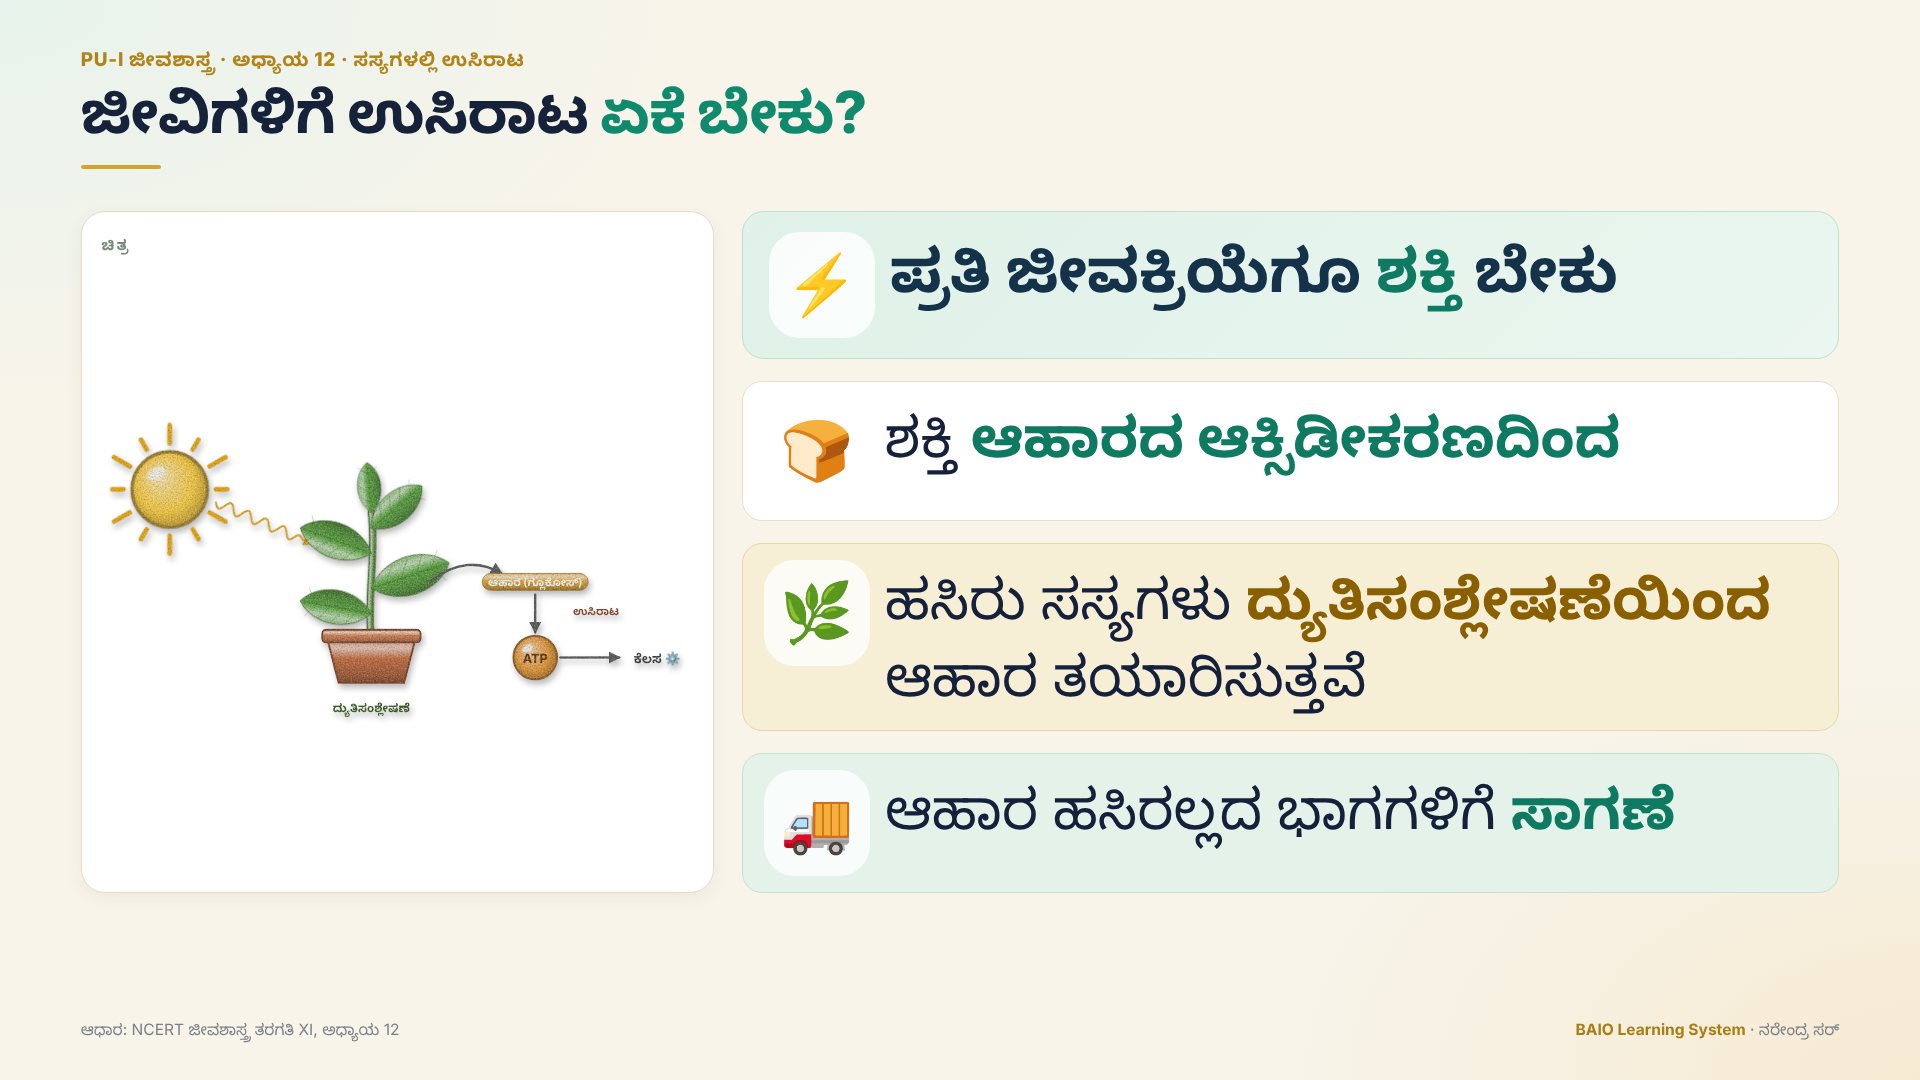 PU-I ಜೀವಶಾಸ್ತ್ರ · ಅಧ್ಯಾಯ 12 · ಸಸ್ಯಗಳಲ್ಲಿ ಉಸಿರಾಟ
ಜೀವಿಗಳಿಗೆ ಉಸಿರಾಟ ಏಕೆ ಬೇಕು?
ಚಿತ್ರ
ಆಹಾರ (ಗ್ಲೂಕೋಸ್)
ಉಸಿರಾಟ
ATP
ಕೆಲಸ
ದ್ಯುತಿಸಂಶ್ಲೇಷಣೆ
ಪ್ರತಿ ಜೀವಕ್ರಿಯೆಗೂ ಶಕ್ತಿ ಬೇಕು
ಶಕ್ತಿ ಆಹಾರದ ಆಕ್ಸಿಡೀಕರಣದಿಂದ
ಹಸಿರು ಸಸ್ಯಗಳು ದ್ಯುತಿಸಂಶ್ಲೇಷಣೆಯಿಂದ
ಆಹಾರ ತಯಾರಿಸುತ್ತವೆ
ಆಹಾರ ಹಸಿರಲ್ಲದ ಭಾಗಗಳಿಗೆ ಸಾಗಣೆ
ಆಧಾರ: NCERT ಜೀವಶಾಸ್ತ್ರ ತರಗತಿ XI, ಅಧ್ಯಾಯ 12
BAIO Learning System · ನರೇಂದ್ರ ಸರ್